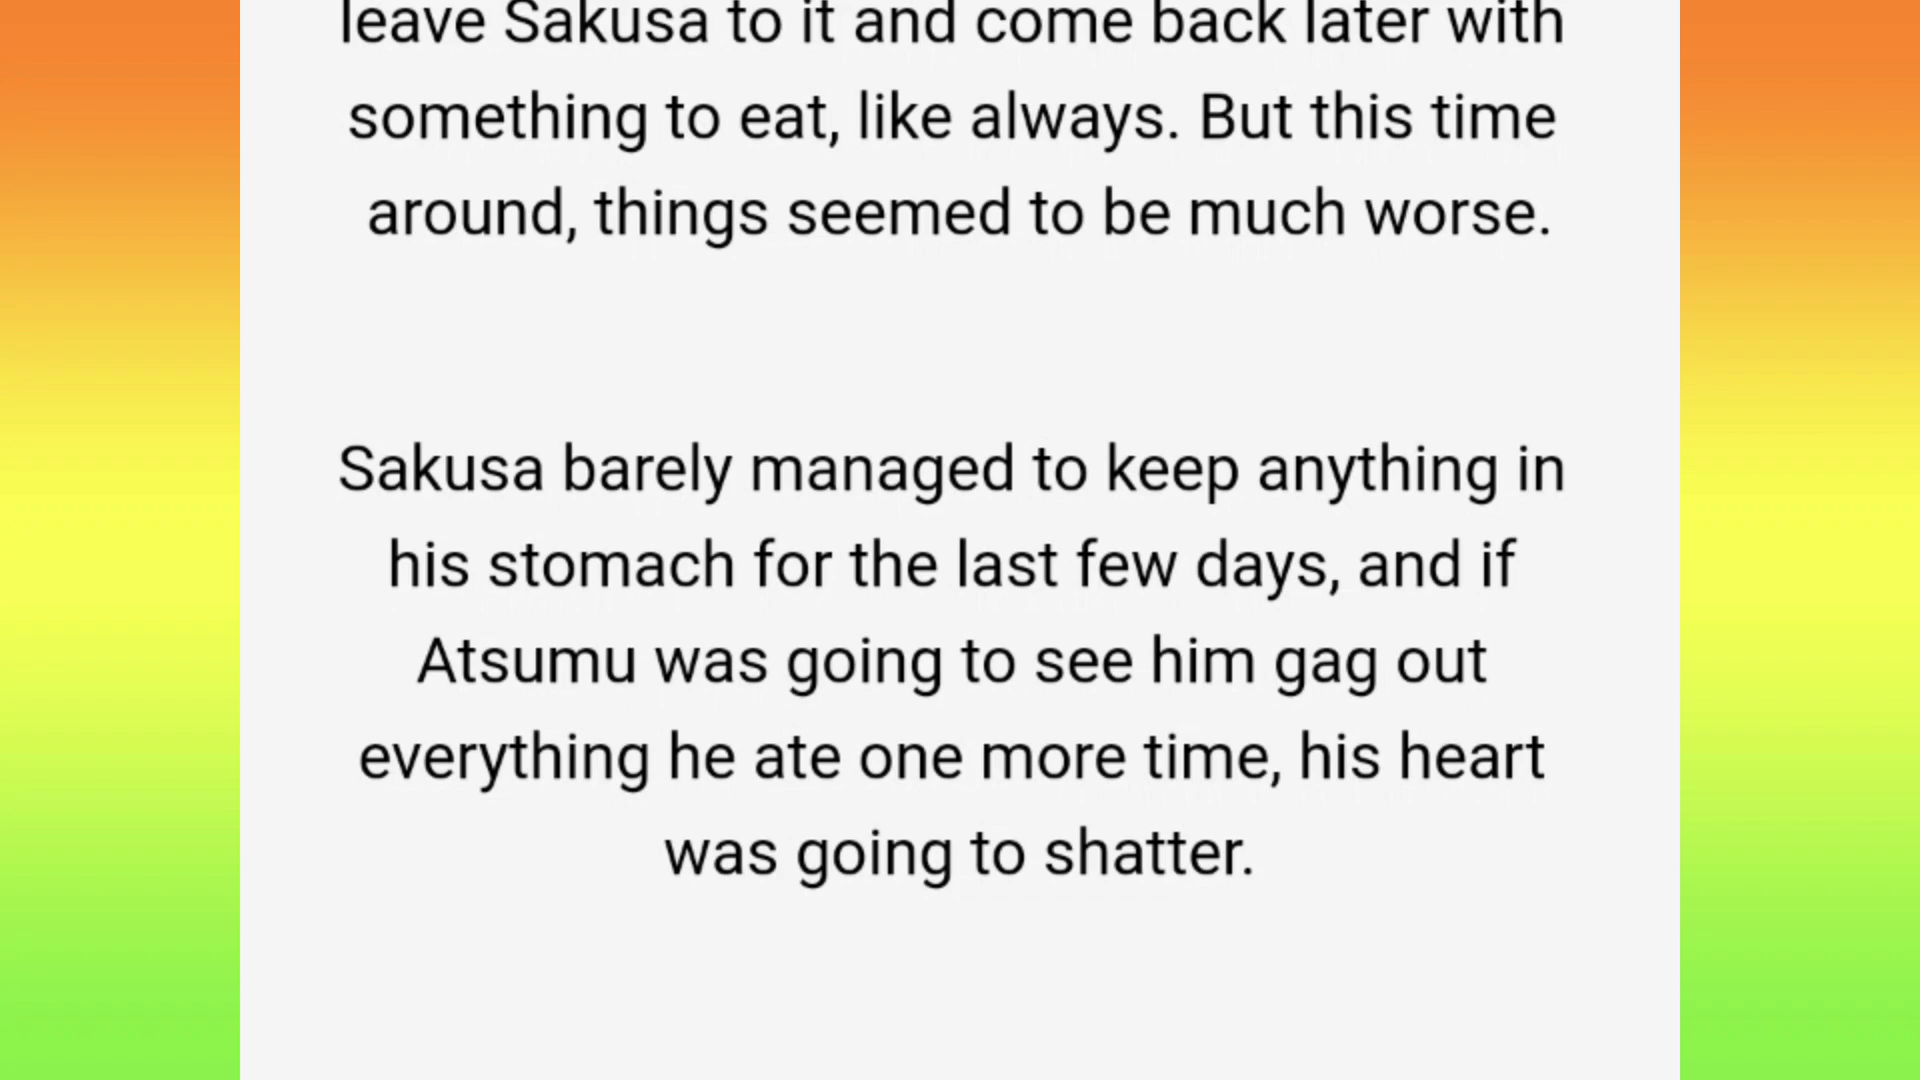 leave Sakusa to it and come back later with
something to eat, like always. But this time
around, things seemed to be much worse.
Sakusa barely managed to keep anything in
his stomach for the last few days, and if
Atsumu was going to see him gag out
everything he ate one more time, his heart
was going to shatter.